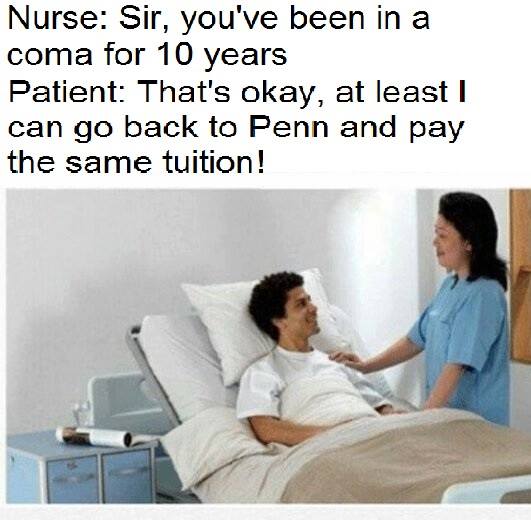 Nurse: Sir, you've been in a
coma for 10 years
Patient: That's okay, at least I
can go back to Penn and pay
the same tuition!